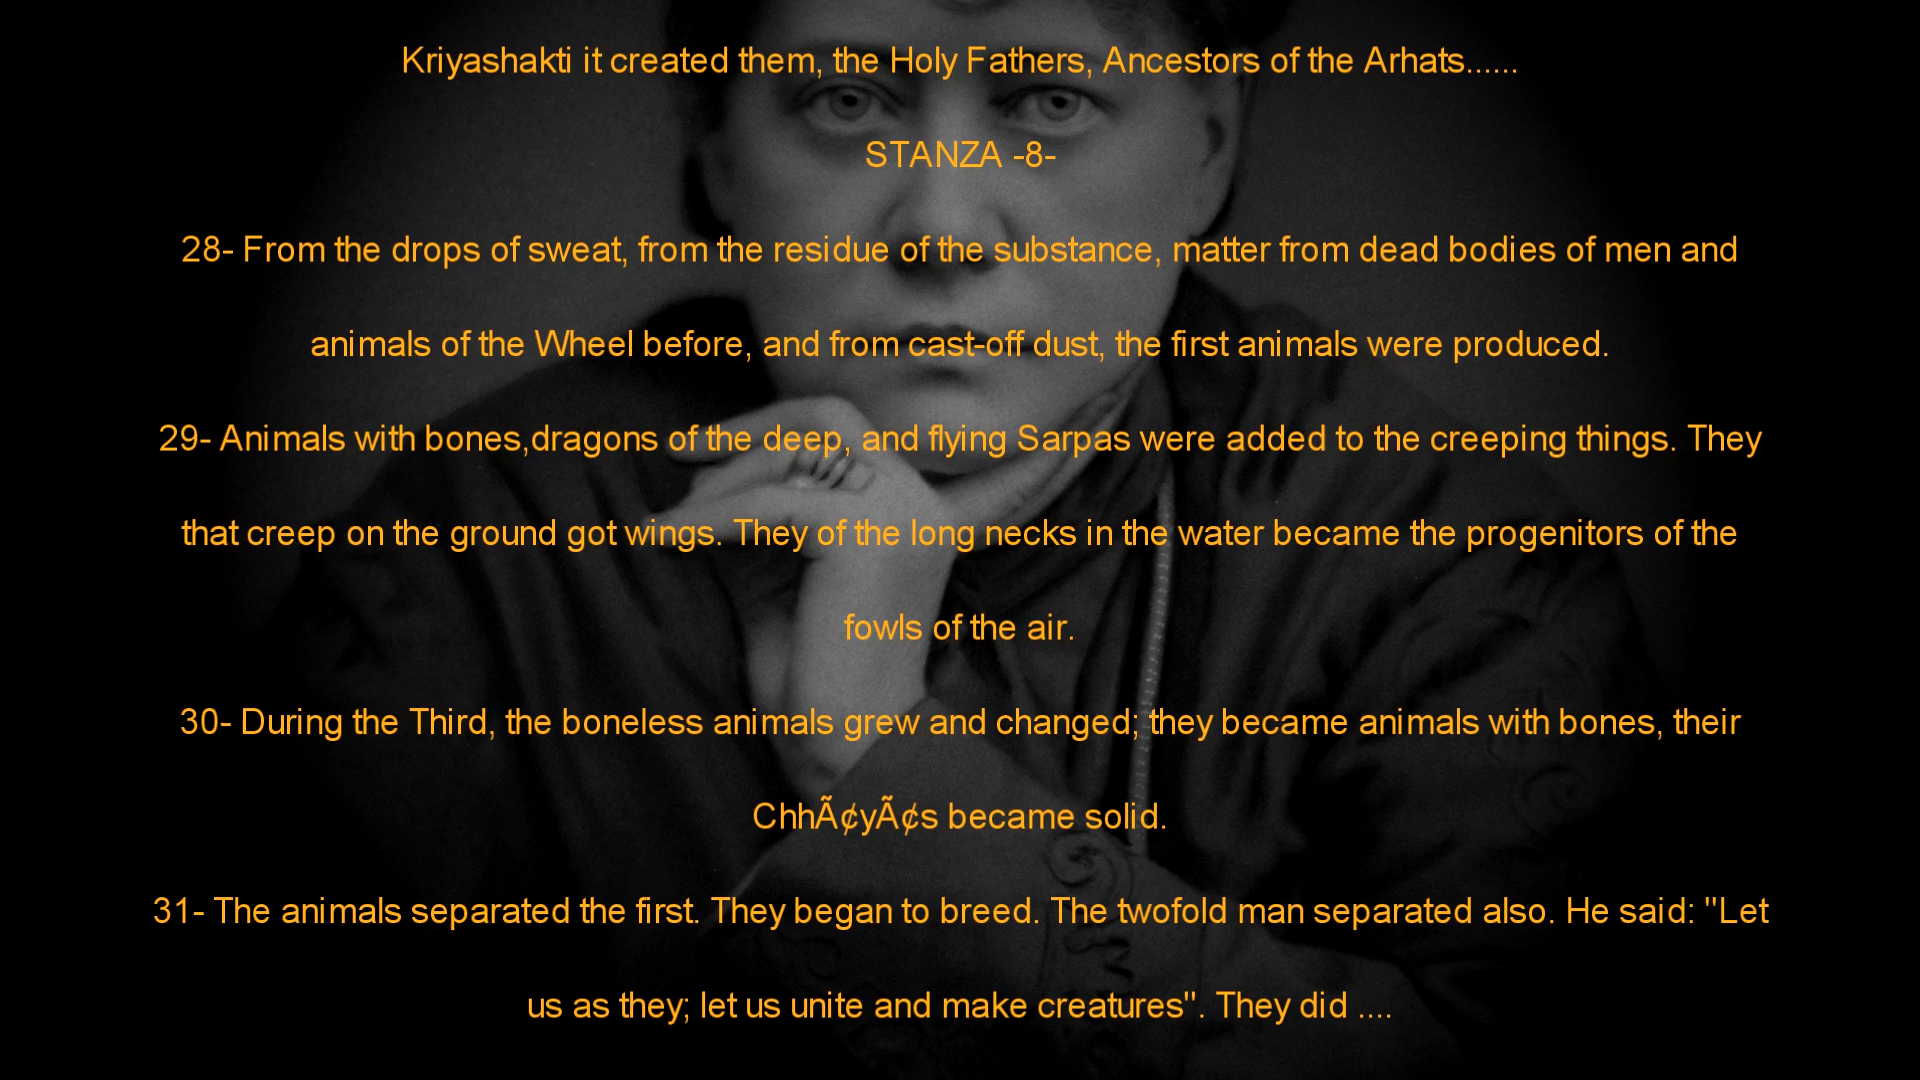 Kriyashakti it created them, the Holy Fathers, Ancestors of the Arhats......
STANZA -8-
28- From the drops of sweat, from the residue of the substance, matter from dead bodies of men and
animals of the Wheel before, and from cast-off dust, the first animals were produced.
29- Animals with bones,dragons of the deep, and flying Sarpas were added to the creeping things. They
that creep on the ground got wings. They of the long necks in the water became the progenitors of the
fowls of the air.
30- During the Third, the boneless animals grew and changed; they became animals with bones, their
ChhÃ¢yÃ¢s became solid.
31- The animals separated the first. They began to breed. The twofold man separated also. He said: "Let
us as they; let us unite and make creatures". They did ....